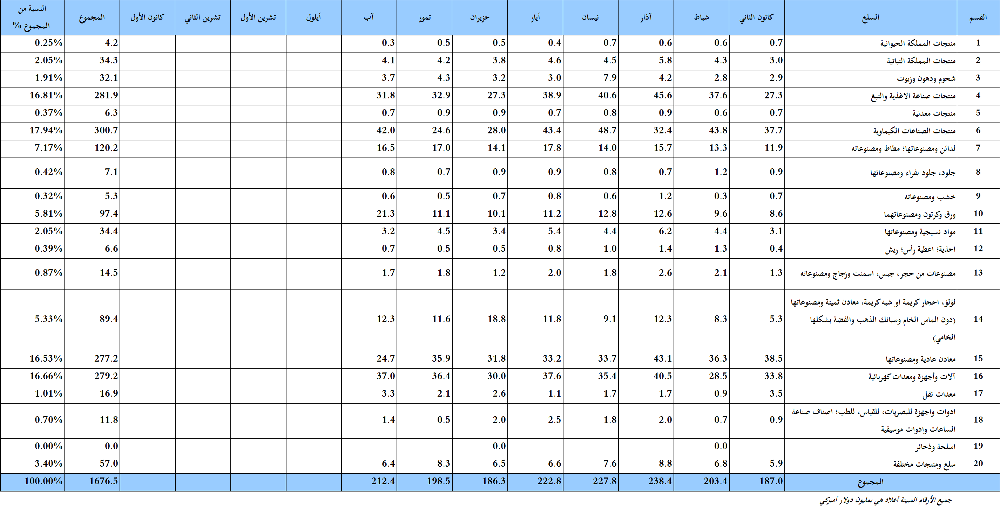 القسم السلع كانون الثاني شباط آذار نيسان أيار حزيران تموز آب أيلول تشرين الأول تشرين الثاني كانون الأول المجموع النسبة من
المجموع %
1 منتجات المملكة الحيوانية 0.7 0.6 0.6 0.7 0.4 0.5 0.5 0.3 4.2 0.25%
2 منتجات المملكة النباتية 3.0 4.3 5.8 4.5 4.6 3.8 4.2 4.1 34.3 2.05%
3 شحوم ودهون وزيوت 2.9 2.8 4.2 7.9 3.0 3.2 4.3 3.7 32.1 1.91%
4 منتجات صناعة الاغذية والتبغ 27.3 37.6 45.6 40.6 38.9 27.3 32.9 31.8 281.9 16.81%
5 منتجات معدنية 0.7 0.6 0.9 0.8 0.7 0.9 0.9 0.7 6.3 0.37%
6 منتجات الصناعات الكيماوية 37.7 43.8 32.4 48.7 43.4 28.0 24.6 42.0 300.7 17.94%
7 لدائن ومصنوعاتها؛ مطاط ومصنوعاته 11.9 13.3 15.7 14.0 17.8 14.1 17.0 16.5 120.2 7.17%
8 جلود، جلود بفراء ومصنوعاتها 0.9 1.2 0.7 0.8 0.9 0.9 0.7 0.8 7.1 0.42%
9 خشب ومصنوعاته 0.7 0.3 1.2 0.6 0.8 0.7 0.5 0.6 5.3 0.32%
10 ورق وكرتون ومصنوعاتهما 8.6 9.6 12.6 12.8 11.2 10.1 11.1 21.3 97.4 5.81%
11 مواد نسيجية ومصنوعاتها 3.1 4.4 6.2 4.4 5.4 3.4 4.5 3.2 34.4 2.05%
12 احذية؛ اغطية رأس؛ ريش 0.4 1.3 1.4 1.0 0.8 0.5 0.5 0.7 6.6 0.39%
13 مصنوعات من حجر، جبس، اسمنت وزجاج ومصنوعاته 1.3 2.1 2.6 1.8 2.0 1.2 1.8 1.7 14.5 0.87%
لؤلؤ، احجار كريمة او شبه كريمة، معادن ثمينة ومصنوعاتها
14 (دون الماس الخام وسبائك الذهب والفضة بشكلها 5.3 8.3 12.3 9.1 11.8 18.8 11.6 12.3 89.4 5.33%
الخامي)
15 معادن عادية ومصنوعاتها 38.5 36.3 43.1 33.7 33.2 31.8 35.9 24.7 277.2 16.53%
16 آلات وأجهزة ومعدات كهربائية 33.8 28.5 40.5 35.4 37.6 30.0 36.4 37.0 279.2 16.66%
17 معدات نقل 3.5 0.9 1.7 1.7 1.1 2.6 2.1 3.3 16.9 1.01%
18 ادوات واجهزة للبصريات، للقياس، للطب؛ اصناف صناعة
الساعات وادوات موسيقية 0.9 0.7 2.0 1.8 2.5 2.0 0.5 1.4 11.8 0.70%
19 اسلحة وذخائر 0.0 0.0 0.0 0.00%
20 سلع ومنتجات مختلفة 5.9 6.8 8.8 7.6 6.6 6.5 8.3 6.4 57.0 3.40%
المجموع 187.0 203.4 238.4 227.8 222.8 186.3 198.5 212.4 1676.5 100.00%
جميع الأرقام المبينة أعلاه هي بمليون دولار أميركي